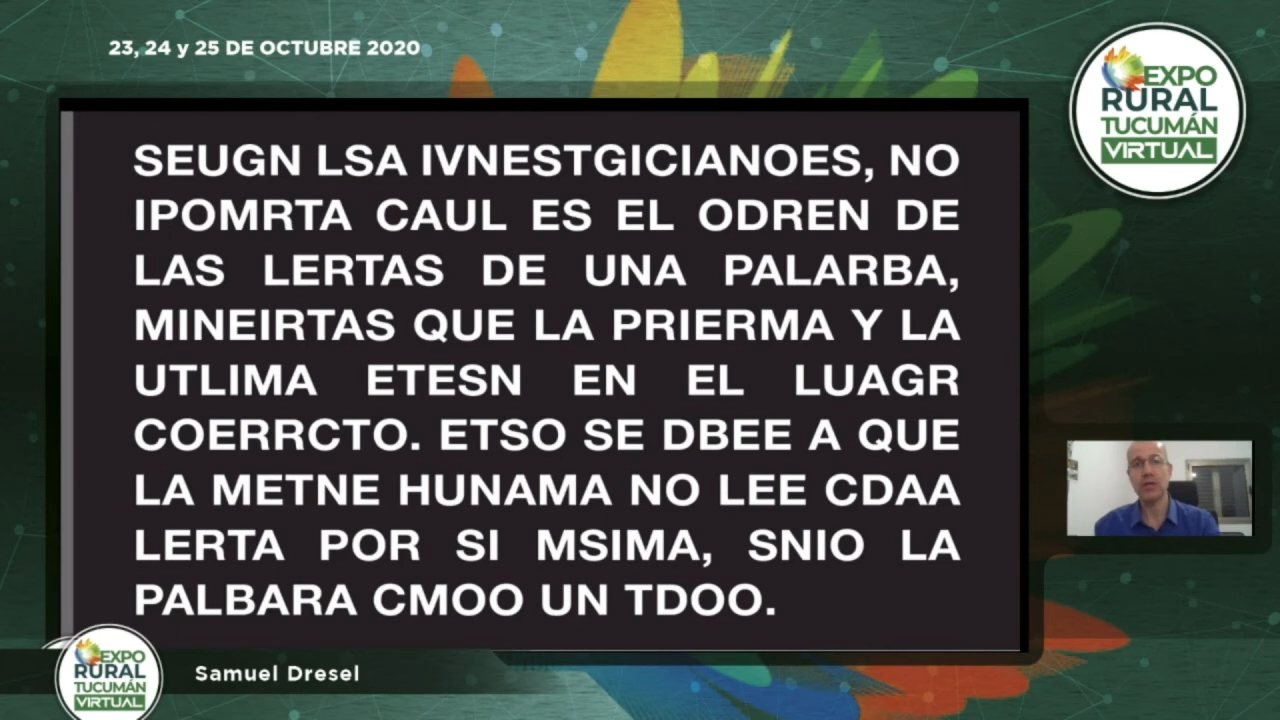 23, 24 y 25 DE OCTUBRE 2020
EXPO
RURAL
TUCUMÁN
VIRTUAL
SEUGN LSA IVNESTGICIANOES, NO
IPOMRTA CAUL ES EL ODREN DE
LAS LERTAS DE UNA PALARBA,
MINEIRTAS QUE LA PRIERMA Y LA
UTLIMA ETESN EN EL LUAGR
COERRCTO. ETSO SE DBEE A QUE
LA METNE HUNAMA NO LEE CDAA
LERTA POR SI MSIMA, SNIO LA
PALBARA CMOO UN TDOO.
EXPO
RURAL
TUCUMÁN
VIRTUAL
Samuel Dresel